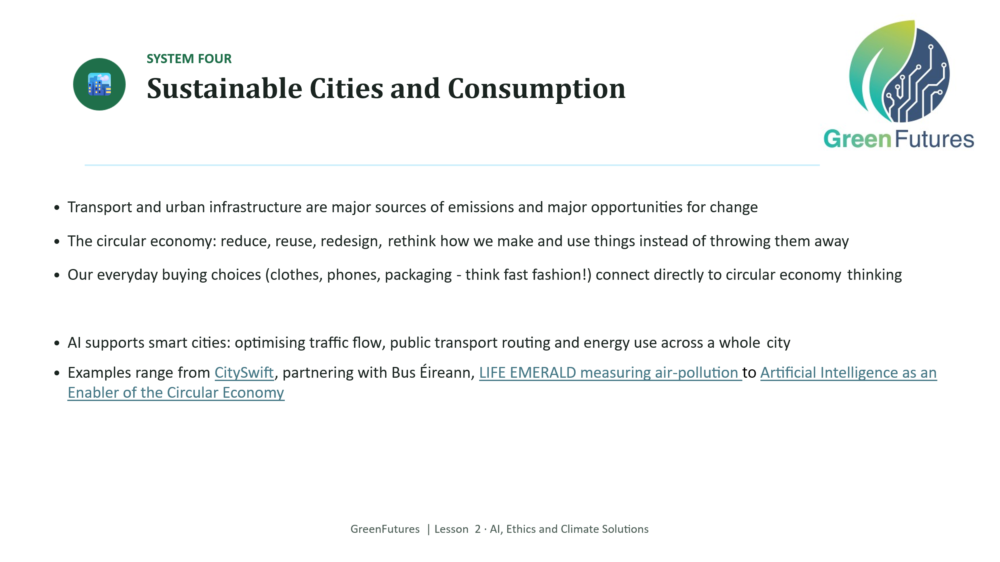 SYSTEM FOUR
Sustainable Cities and Consumption
GreenFutures
• Transport and urban infrastructure are major sources of emissions and major opportunities for change
• The circular economy: reduce, reuse, redesign, rethink how we make and use things instead of throwing them away
• Our everyday buying choices (clothes, phones, packaging - think fast fashion!) connect directly to circular economy thinking
• AI supports smart cities: optimising traffic flow, public transport routing and energy use across a whole city
• Examples range from CitySwift, partnering with Bus Éireann, LIFE EMERALD measuring air-pollution to Artificial Intelligence as an
Enabler of the Circular Economy
GreenFutures | Lesson 2 · AI, Ethics and Climate Solutions